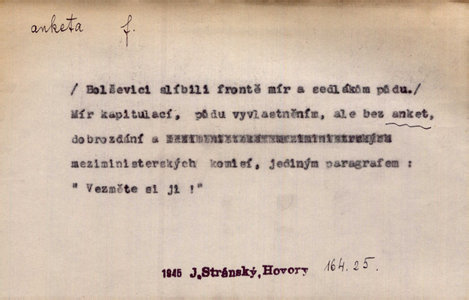 anketa f.
/ Bolševici slíbili frontě mír a sedlákům půdu./
Mír kapitulací, půdu vyvlastněním, ale bez anket,
dobrozdání a
meziministerských komisí, jediným paragrafem :
" Vezměte si ji !"
1945 J.Stránský, Hovory 164.25.